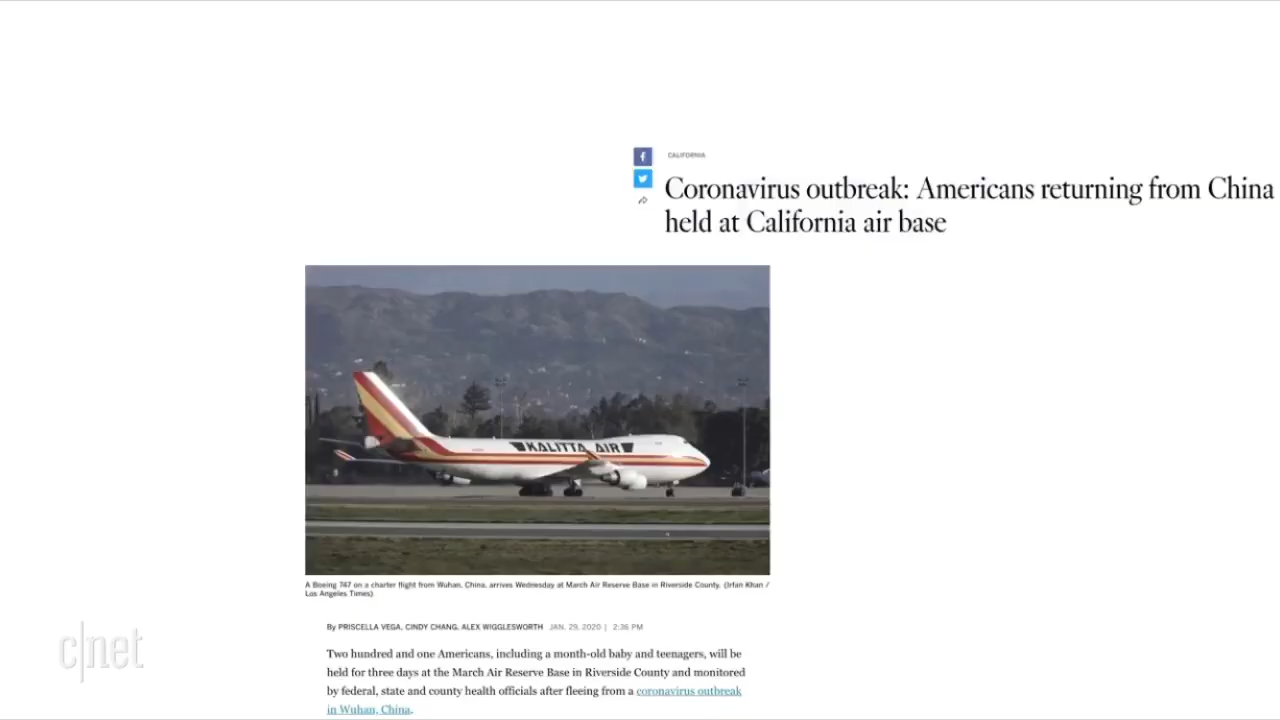 CALIFORNIA
Coronavirus outbreak: Americans returning from China
held at California air base
KALITTA AIR
A Boeing 747 on a charter flight from Wuhan, China, arrives Wednesday at March Air Reserve Base in Riverside County. (Irfan Khan /
Los Angeles Times)
By PRISCELLA VEGA, CINDY CHANG, ALEX WIGGLESWORTH JAN. 29, 2020 | 2:36 PM
Two hundred and one Americans, including a month-old baby and teenagers, will be
held for three days at the March Air Reserve Base in Riverside County and monitored
by federal, state and county health officials after fleeing from a coronavirus outbreak
in Wuhan, China.
c|net